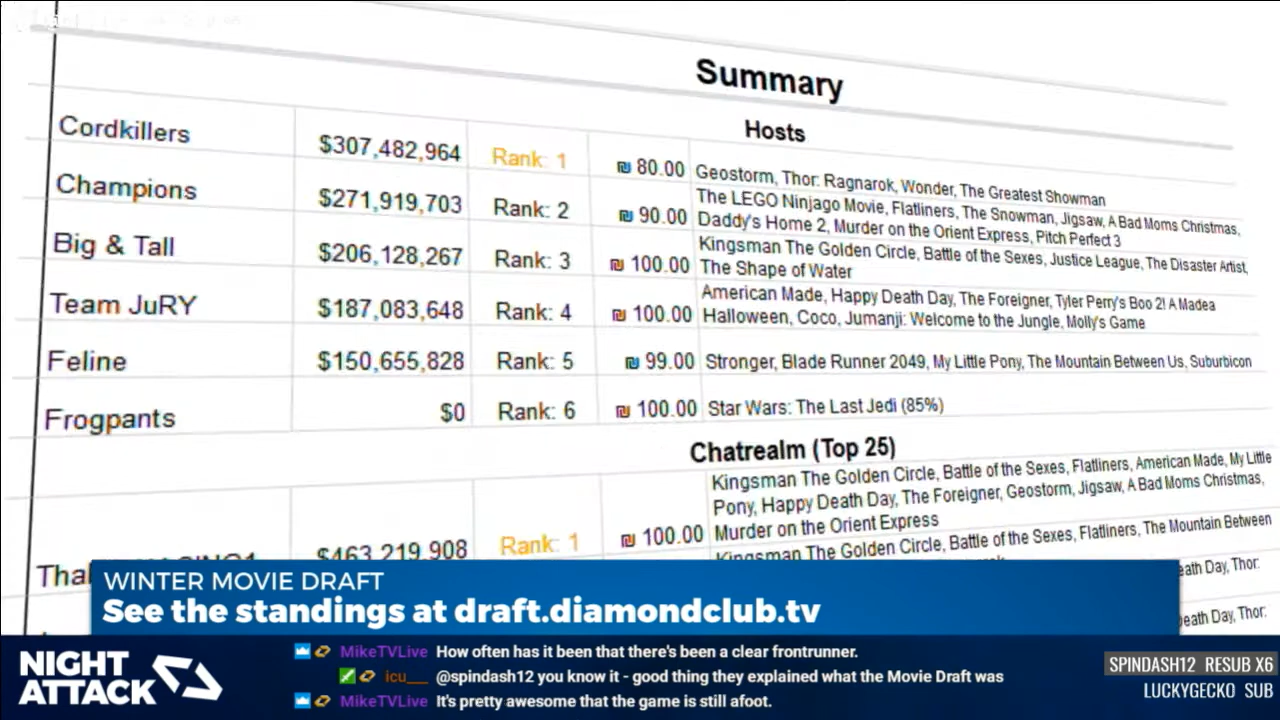 Summary
Hosts
Cordkillers $307,482,964 Rank: 1 ₪ 80.00 Geostorm, Thor: Ragnarok, Wonder, The Greatest Showman
Champions $271,919,703 Rank: 2 ₪ 90.00 The LEGO Ninjago Movie, Flatliners, The Snowman, Jigsaw, A Bad Moms Christmas,
Daddy's Home 2, Murder on the Orient Express, Pitch Perfect 3
Big & Tall $206,128,267 Rank: 3 ₪ 100.00 Kingsman The Golden Circle, Battle of the Sexes, Justice League, The Disaster Artist,
The Shape of Water
Team JuRY $187,083,648 Rank: 4 ₪ 100.00 American Made, Happy Death Day, The Foreigner, Tyler Perry's Boo 2! A Madea
Halloween, Coco, Jumanji: Welcome to the Jungle, Molly's Game
Feline $150,655,828 Rank: 5 ₪ 99.00 Stronger, Blade Runner 2049, My Little Pony, The Mountain Between Us, Suburbicon
Frogpants $0 Rank: 6 ₪ 100.00 Star Wars: The Last Jedi (85%)
Chatrealm (Top 25)
Kingsman The Golden Circle, Battle of the Sexes, Flatliners, American Made, My Little
Pony, Happy Death Day, The Foreigner, Geostorm, Jigsaw, A Bad Moms Christmas,
Murder on the Orient Express
$463,219,908 Rank: 1 ₪ 100.00
Kingsman The Golden Circle, Battle of the Sexes, Flatliners, The Mountain Between
eath Day, Thor:
Death Day, Thor:
WINTER MOVIE DRAFT
See the standings at draft.diamondclub.tv
NIGHT
ATTACK
MikeTVLive How often has it been that there's been a clear frontrunner.
icu___ @spindash12 you know it - good thing they explained what the Movie Draft was
MikeTVLive It's pretty awesome that the game is still afoot.
SPINDASH12 RESUB X6
LUCKYGECKO SUB